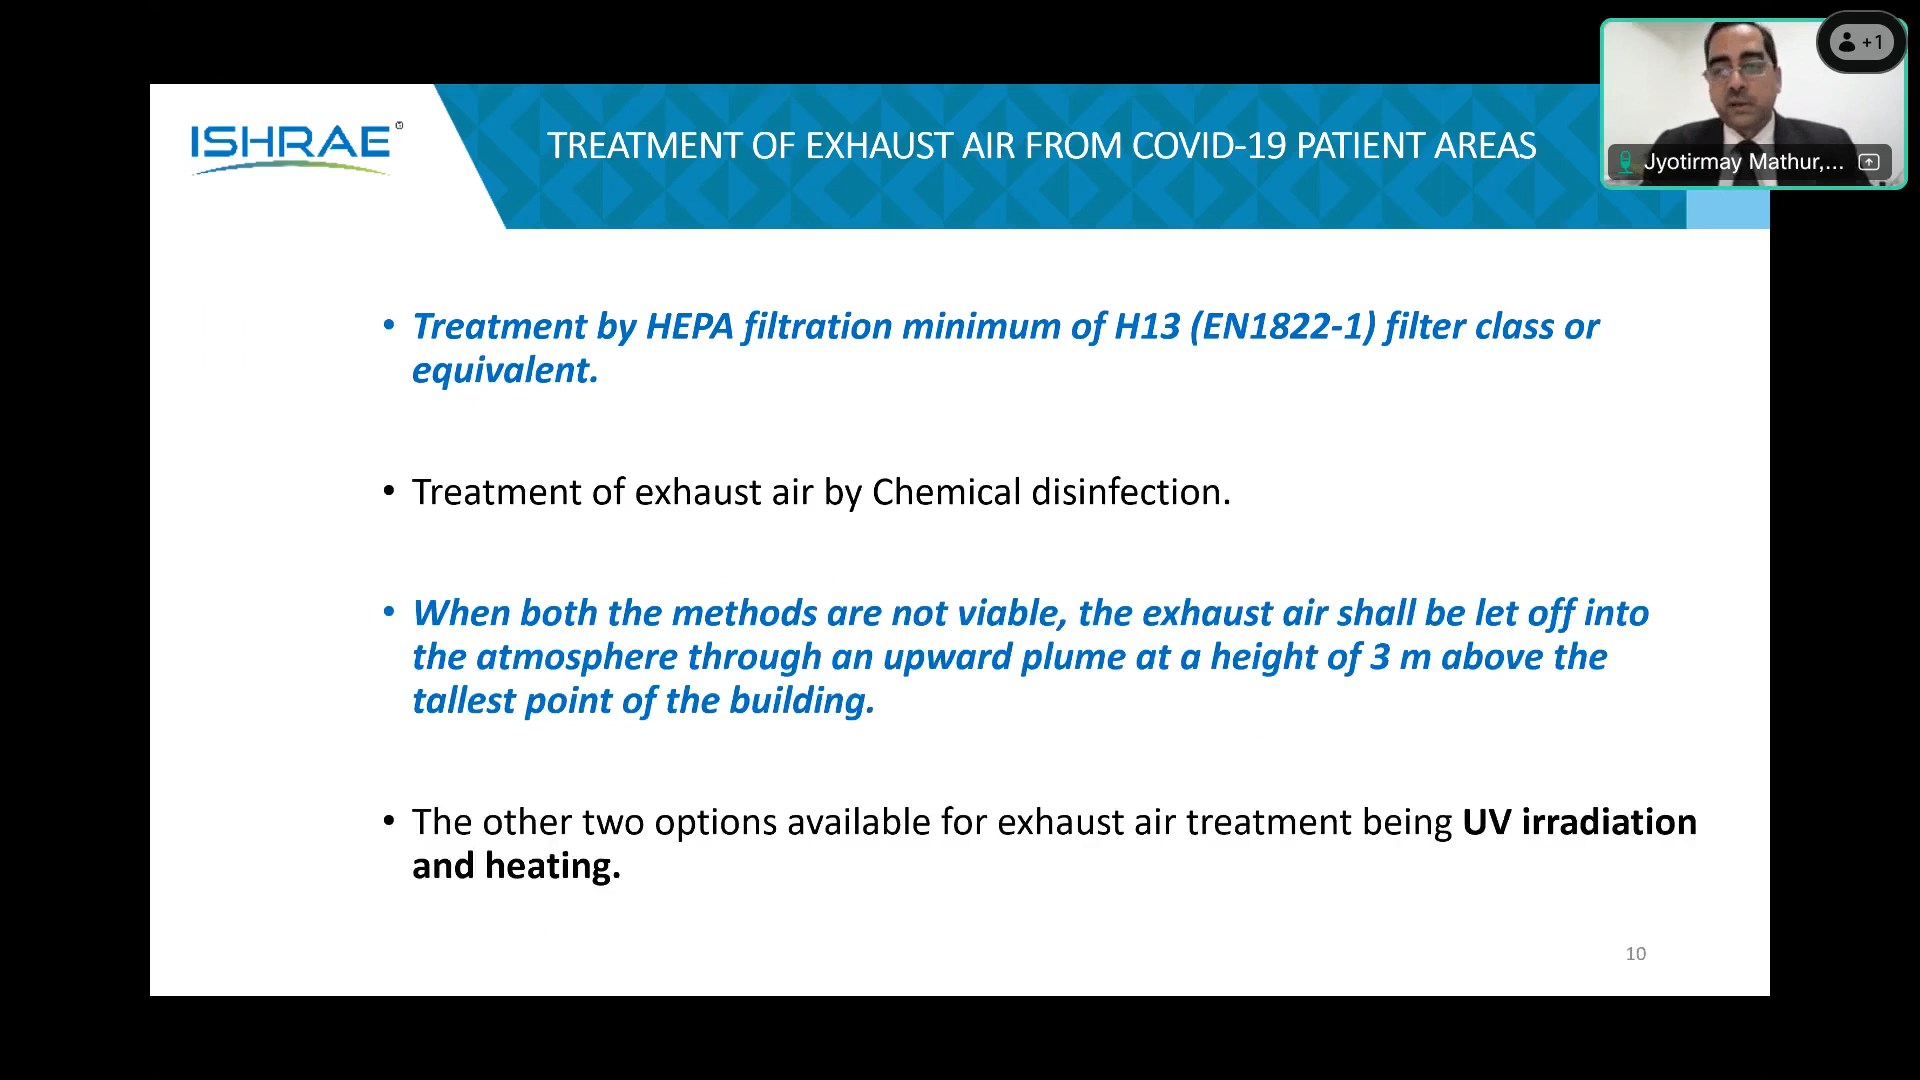 ISHRAE
TREATMENT OF EXHAUST AIR FROM COVID-19 PATIENT AREAS
+1
Jyotirmay Mathur,...
• Treatment by HEPA filtration minimum of H13 (EN1822-1) filter class or
equivalent.
• Treatment of exhaust air by Chemical disinfection.
• When both the methods are not viable, the exhaust air shall be let off into
the atmosphere through an upward plume at a height of 3 m above the
tallest point of the building.
• The other two options available for exhaust air treatment being UV irradiation
and heating.
10